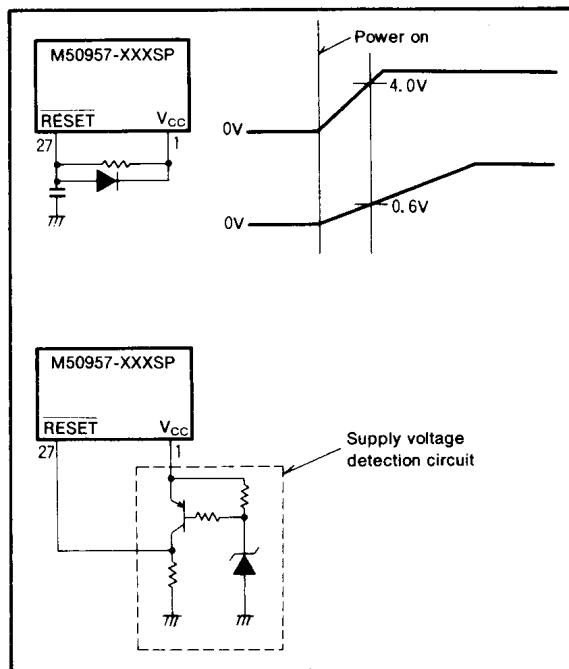 M50957-XXXSP
RESET VCC
27 1
Power on
4.0V
0V
0.6V
0V
M50957-XXXSP
RESET VCC
27 1
Supply voltage
detection circuit